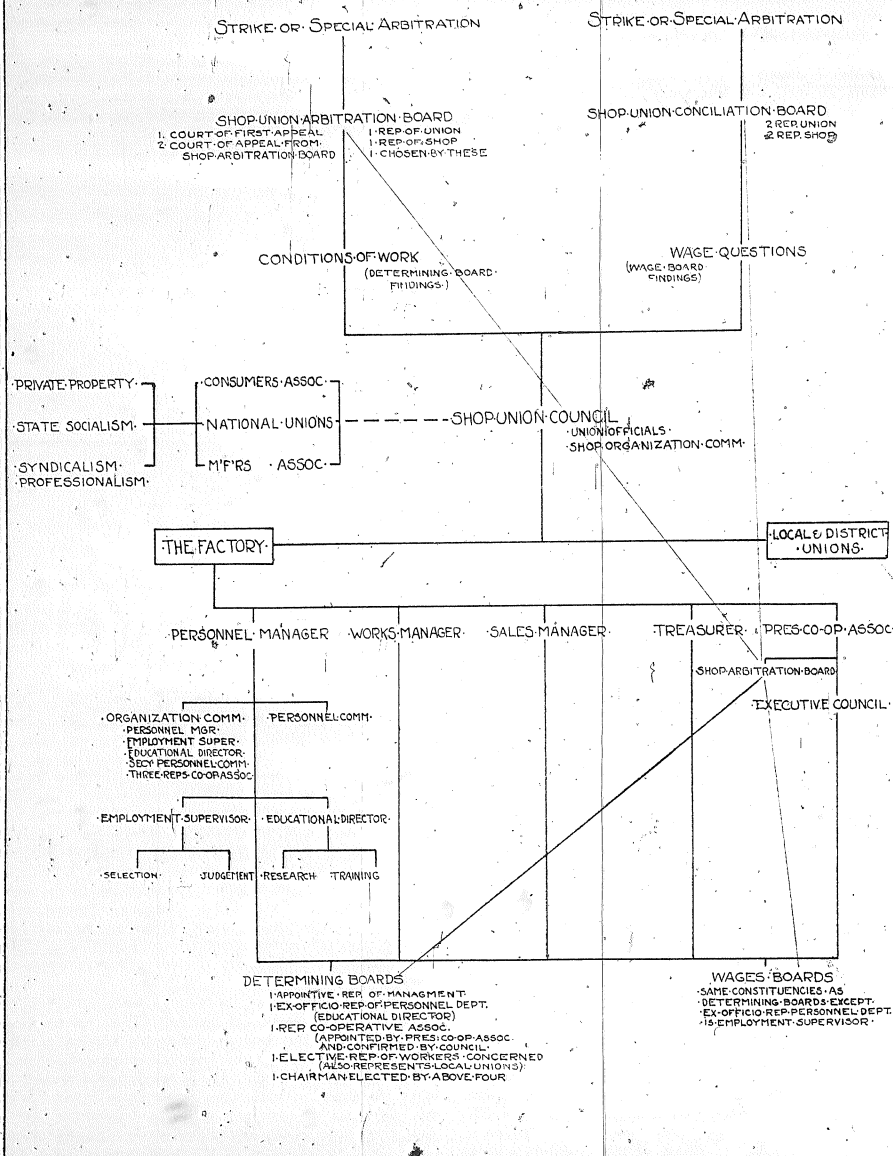 STRIKE·OR·SPECIAL·ARBITRATION
STRIKE·OR·SPECIAL·ARBITRATION
SHOP·UNION·ARBITRATION·BOARD
1. COURT·OF·FIRST·APPEAL
2· COURT·OF·APPEAL·FROM·
SHOP·ARBITRATION·BOARD
1·REP·OF·UNION
1·REP·OF·SHOP
1·CHOSEN·BY·THESE
SHOP·UNION·CONCILIATION·BOARD
2 REP. UNION
2 REP. SHOP
CONDITIONS·OF·WORK
(DETERMINING·BOARD·
FINDINGS·)
WAGE·QUESTIONS
(WAGE·BOARD·
FINDINGS)
·PRIVATE·PROPERTY·
·STATE SOCIALISM·
·SYNDICALISM·
·PROFESSIONALISM·
·CONSUMERS ASSOC·
·NATIONAL·UNIONS·
·M'F'RS · ASSOC·
·SHOP·UNION·COUNCIL
·UNION·OFFICIALS·
·SHOP·ORGANIZATION COMM·
·THE FACTORY·
·LOCAL & DISTRICT
·UNIONS·
·PERSONNEL MANAGER
·WORKS·MANAGER·
·SALES·MANAGER·
·TREASURER·
·PRES·CO-OP·ASSOC·
·SHOP·ARBITRATION·BOARD
·EXECUTIVE COUNCIL·
·ORGANIZATION COMM·
·PERSONNEL MGR·
·EMPLOYMENT SUPER·
·EDUCATIONAL DIRECTOR·
·SECY PERSONNEL·COMM·
·THREE·REPS·CO-OP·ASSOC·
·PERSONNEL·COMM·
·EMPLOYMENT·SUPERVISOR·
·EDUCATIONAL·DIRECTOR·
·SELECTION·
·JUDGEMENT
·RESEARCH
·TRAINING
DETERMINING BOARDS
1·APPOINTIVE·REP. OF·MANAGMENT·
1·EX·OFFICIO·REP·OF·PERSONNEL DEPT.
(EDUCATIONAL DIRECTOR)
1·REP CO-OPERATIVE ASSOC.
(APPOINTED·BY·PRES·CO·OP·ASSOC·
AND·CONFIRMED·BY·COUNCIL·
1·ELECTIVE·REP·OF·WORKERS·CONCERNED
(ALSO·REPRESENTS·LOCAL·UNIONS)·
1·CHAIRMAN·ELECTED·BY·ABOVE·FOUR
WAGES·BOARDS
·SAME·CONSTITUENCIES·AS
·DETERMINING·BOARDS·EXCEPT·
·EX·OFFICIO·REP·PERSONNEL·DEPT.
·IS·EMPLOYMENT·SUPERVISOR·